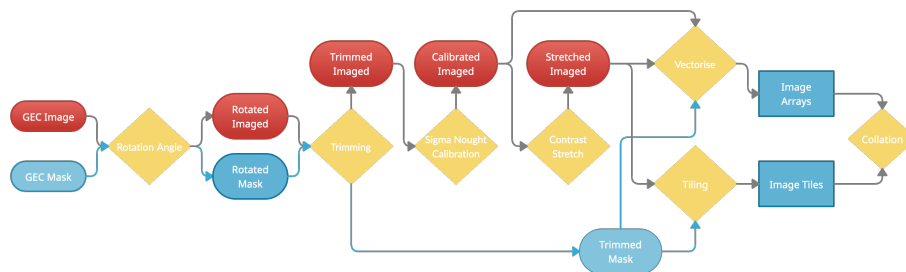 GEC Image
GEC Mask
Rotation Angle
Rotated
Imaged
Rotated
Mask
Trimmed
Imaged
Trimming
Calibrated
Imaged
Sigma Nought
Calibration
Stretched
Imaged
Contrast
Stretch
Trimmed
Mask
Vectorise
Tiling
Image
Arrays
Image Tiles
Collation